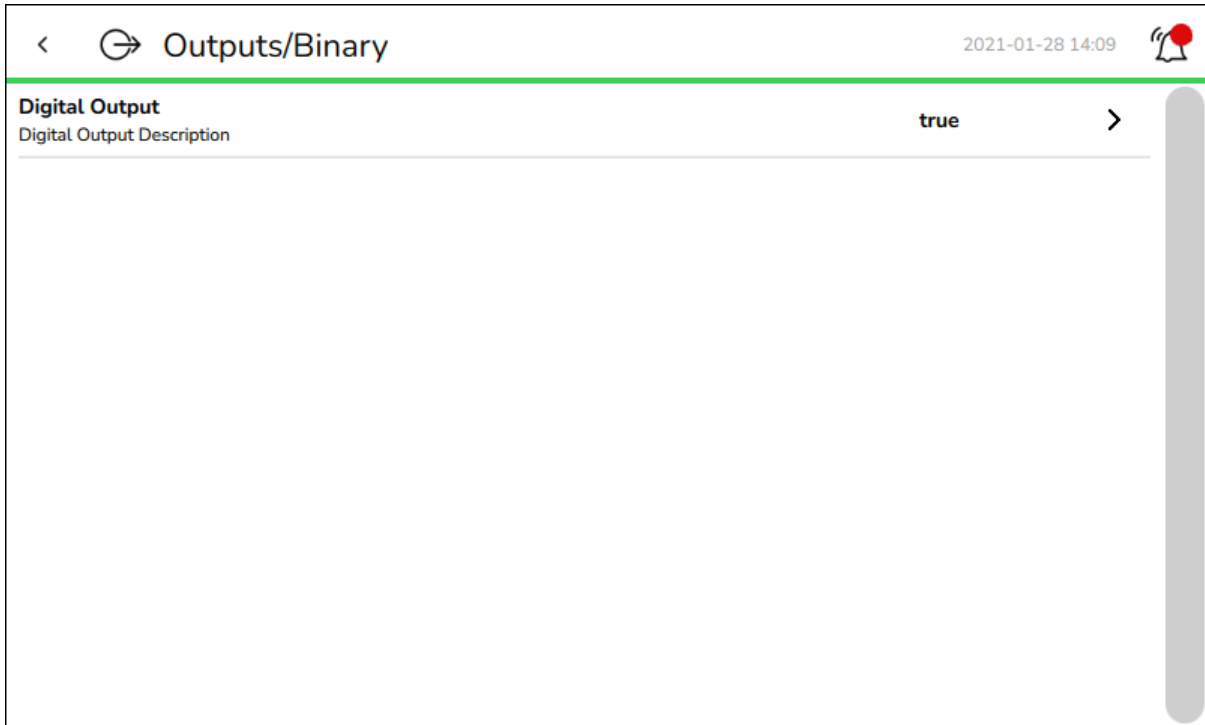 Outputs/Binary
2021-01-28 14:09
Digital Output
Digital Output Description
true